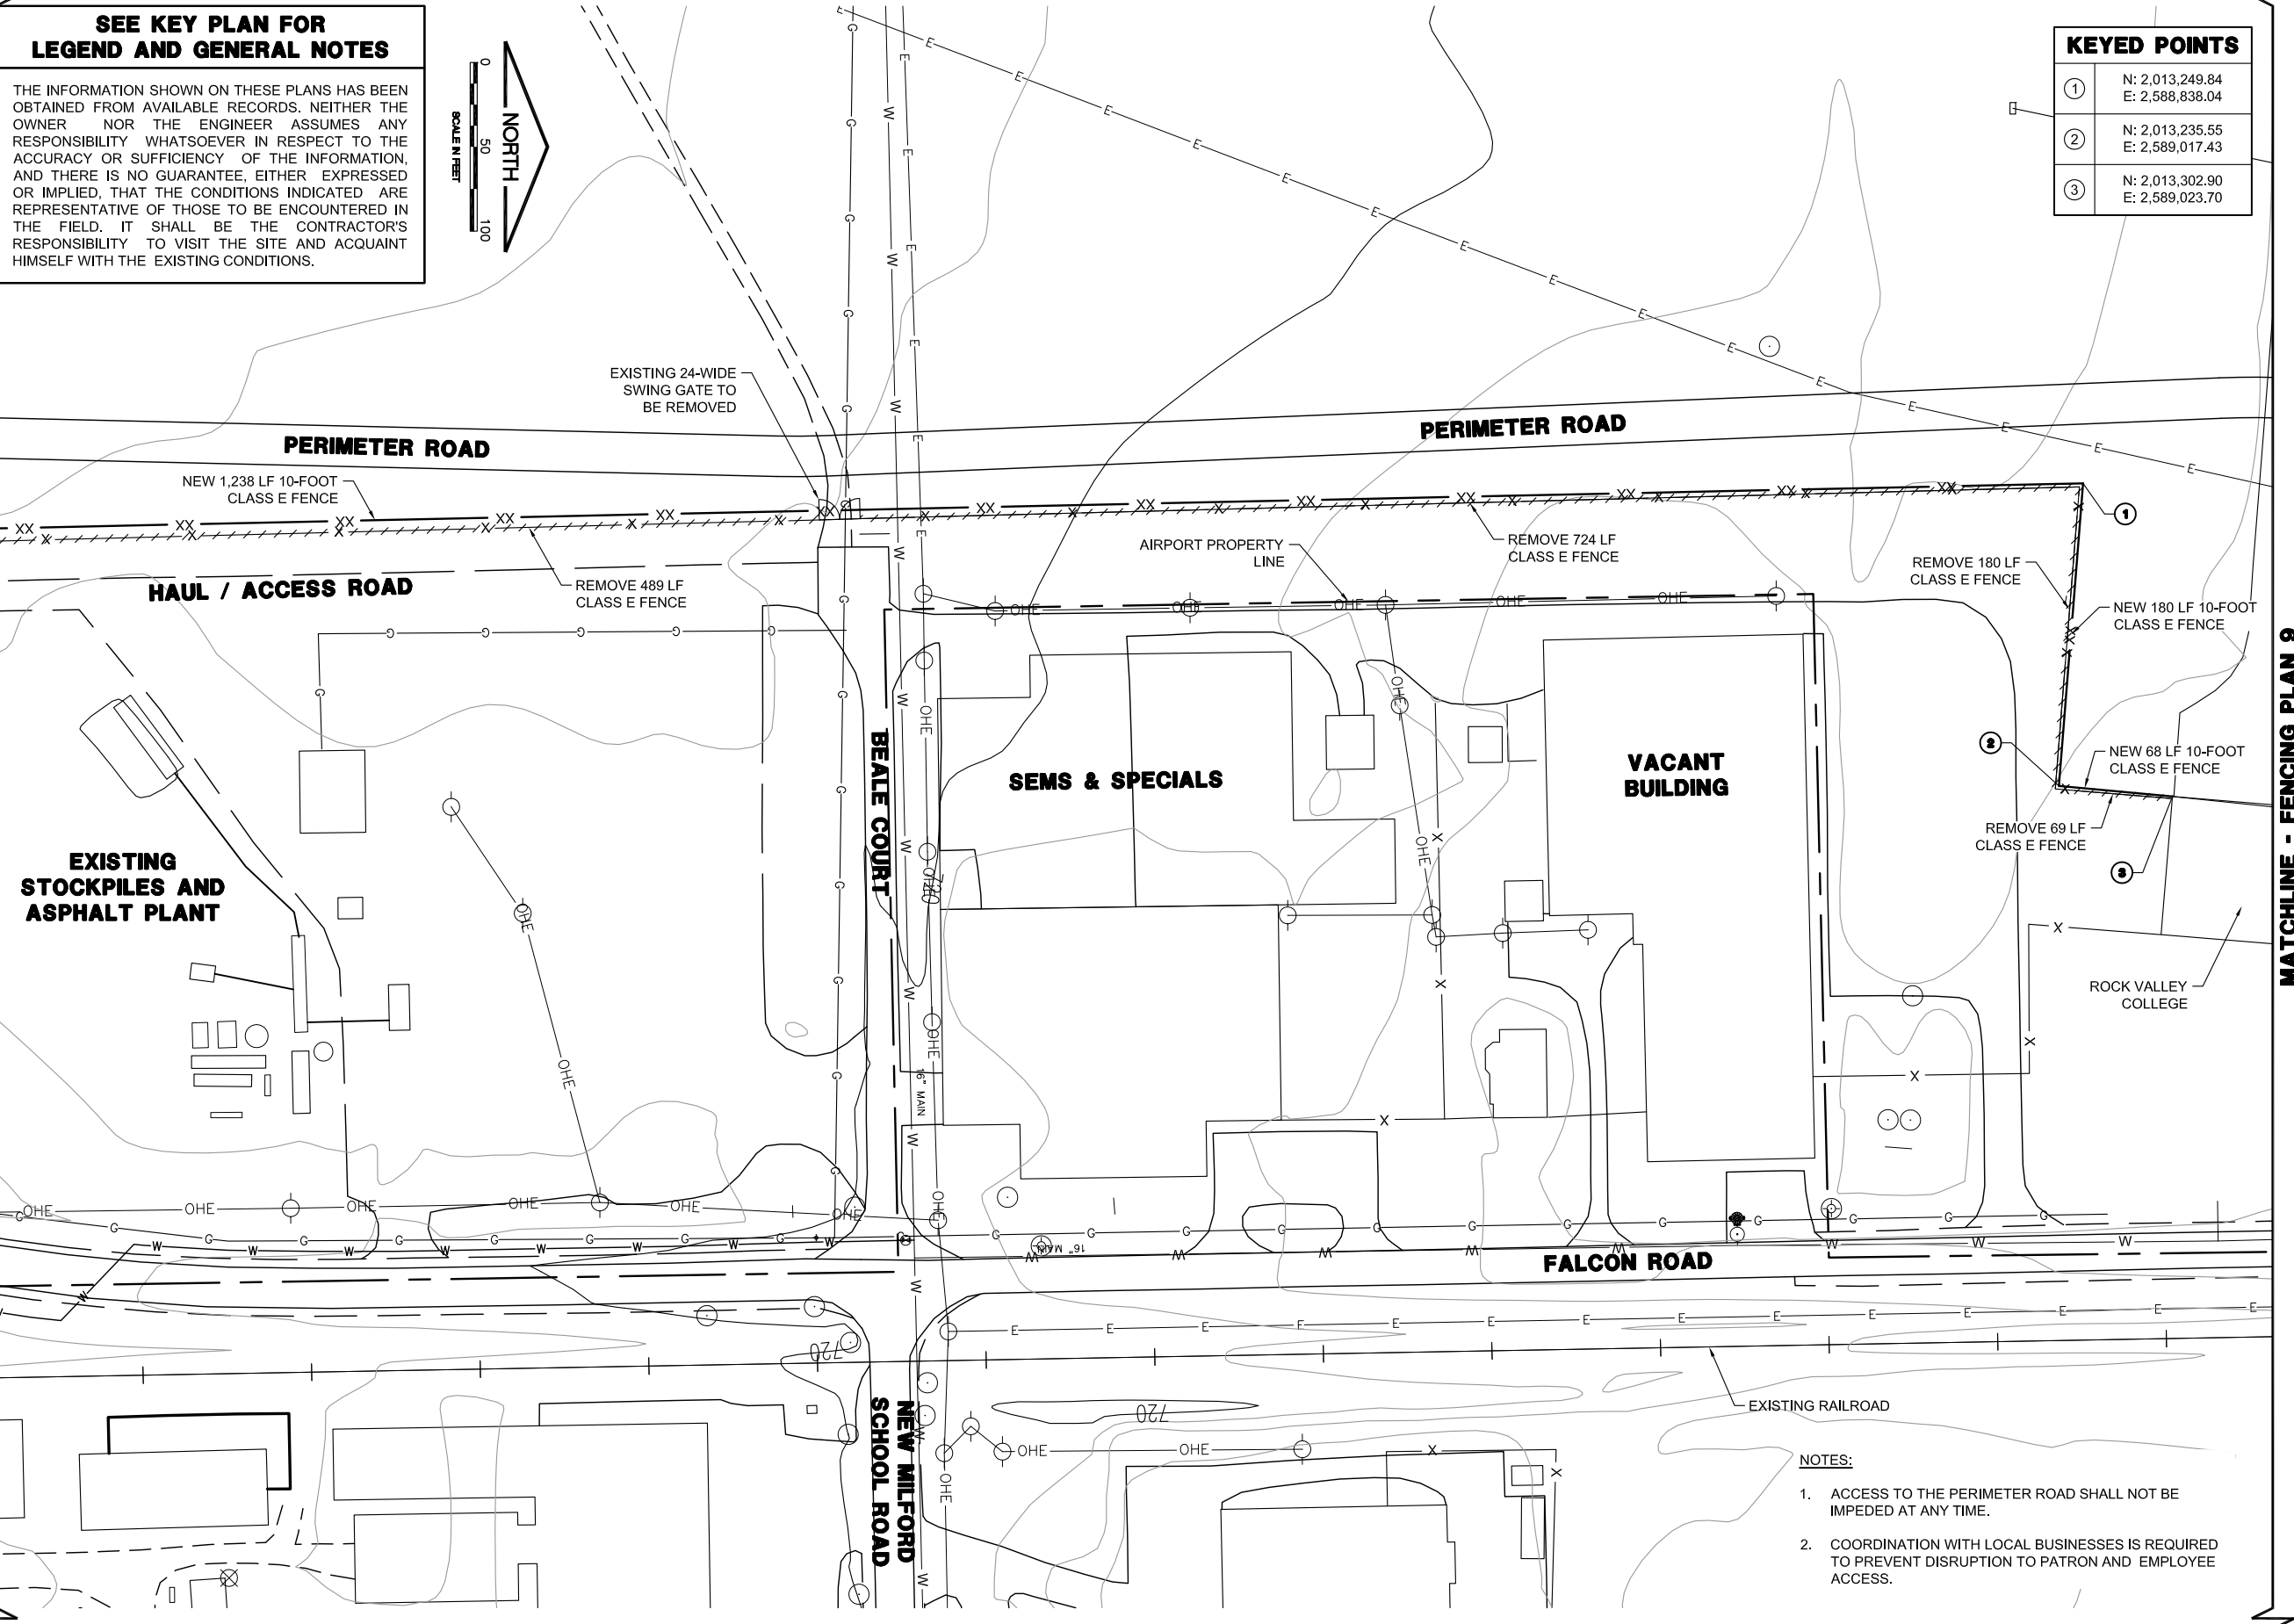 SEE KEY PLAN FOR
LEGEND AND GENERAL NOTES
THE INFORMATION SHOWN ON THESE PLANS HAS BEEN
OBTAINED FROM AVAILABLE RECORDS. NEITHER THE
OWNER NOR THE ENGINEER ASSUMES ANY
RESPONSIBILITY WHATSOEVER IN RESPECT TO THE
ACCURACY OR SUFFICIENCY OF THE INFORMATION,
AND THERE IS NO GUARANTEE, EITHER EXPRESSED
OR IMPLIED, THAT THE CONDITIONS INDICATED ARE
REPRESENTATIVE OF THOSE TO BE ENCOUNTERED IN
THE FIELD. IT SHALL BE THE CONTRACTOR'S
RESPONSIBILITY TO VISIT THE SITE AND ACQUAINT
HIMSELF WITH THE EXISTING CONDITIONS.
0
50
100
SCALE IN FEET
NORTH
KEYED POINTS
1
N: 2,013,249.84
E: 2,588,838.04
2
N: 2,013,235.55
E: 2,589,017.43
3
N: 2,013,302.90
E: 2,589,023.70
EXISTING 24-WIDE
SWING GATE TO
BE REMOVED
PERIMETER ROAD
PERIMETER ROAD
NEW 1,238 LF 10-FOOT
CLASS E FENCE
HAUL / ACCESS ROAD
REMOVE 489 LF
CLASS E FENCE
AIRPORT PROPERTY
LINE
REMOVE 724 LF
CLASS E FENCE
1
REMOVE 180 LF
CLASS E FENCE
NEW 180 LF 10-FOOT
CLASS E FENCE
2
NEW 68 LF 10-FOOT
CLASS E FENCE
REMOVE 69 LF
CLASS E FENCE
3
MATCHLINE - FENCING PLAN 9
EXISTING
STOCKPILES AND
ASPHALT PLANT
BEALE COURT
SEMS & SPECIALS
VACANT
BUILDING
ROCK VALLEY
COLLEGE
720
16" MAIN
16" MAIN
FALCON ROAD
720
720
NEW MILFORD
SCHOOL ROAD
EXISTING RAILROAD
NOTES:
1. ACCESS TO THE PERIMETER ROAD SHALL NOT BE
IMPEDED AT ANY TIME.
2. COORDINATION WITH LOCAL BUSINESSES IS REQUIRED
TO PREVENT DISRUPTION TO PATRON AND EMPLOYEE
ACCESS.